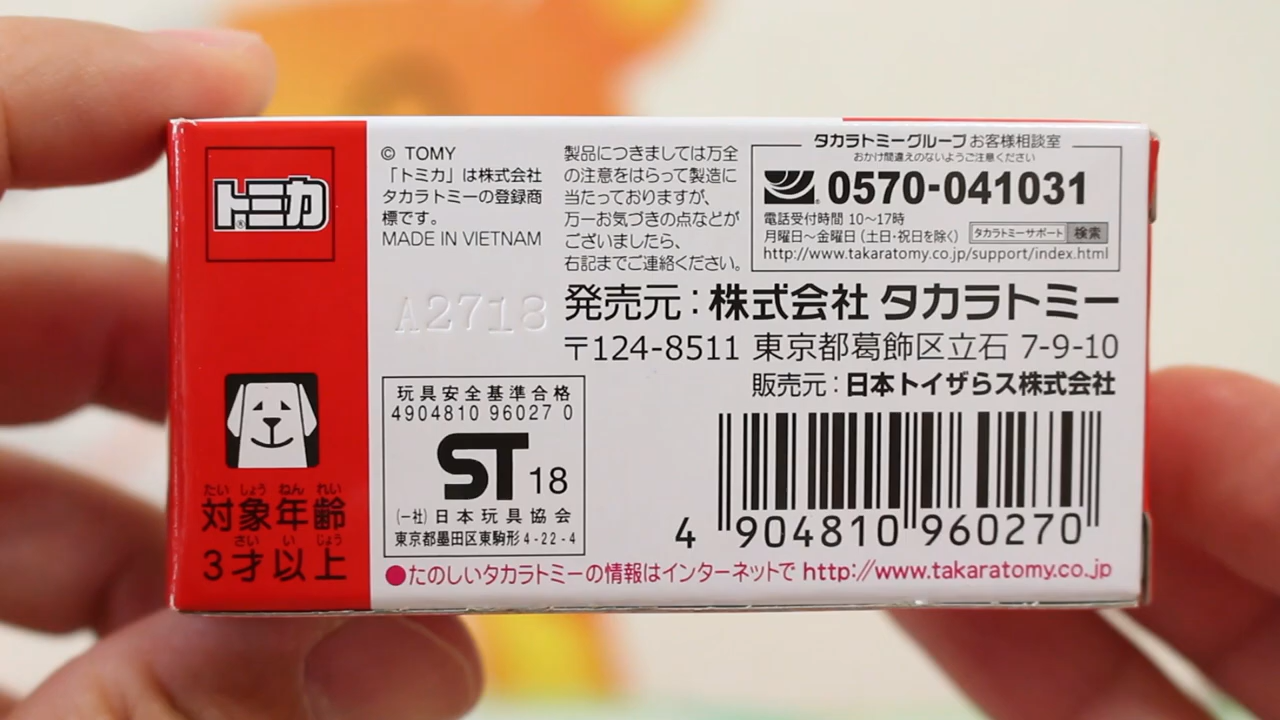 トミカ
®
たい しょう ねん れい
対象年齢
さい い じょう
3才以上
© TOMY
「トミカ」は株式会社
タカラトミーの登録商
標です。
MADE IN VIETNAM
A2718
玩具安全基準合格
4904810 96027 0
ST 18
(一社)日本玩具協会
東京都墨田区東駒形4-22-4
製品につきましては万全
の注意をはらって製造に
当たっておりますが、
万一お気づきの点などが
ございましたら、
右記までご連絡ください。
タカラトミーグループお客様相談室
おかけ間違えのないようご注意ください
0570-041031
電話受付時間 10〜17時
月曜日〜金曜日(土日・祝日を除く) タカラトミーサポート 検索
http://www.takaratomy.co.jp/support/index.html
発売元:株式会社 タカラトミー
〒124-8511 東京都葛飾区立石 7-9-10
販売元:日本トイザらス株式会社
4 904810 960270
●たのしいタカラトミーの情報はインターネットで http://www.takaratomy.co.jp